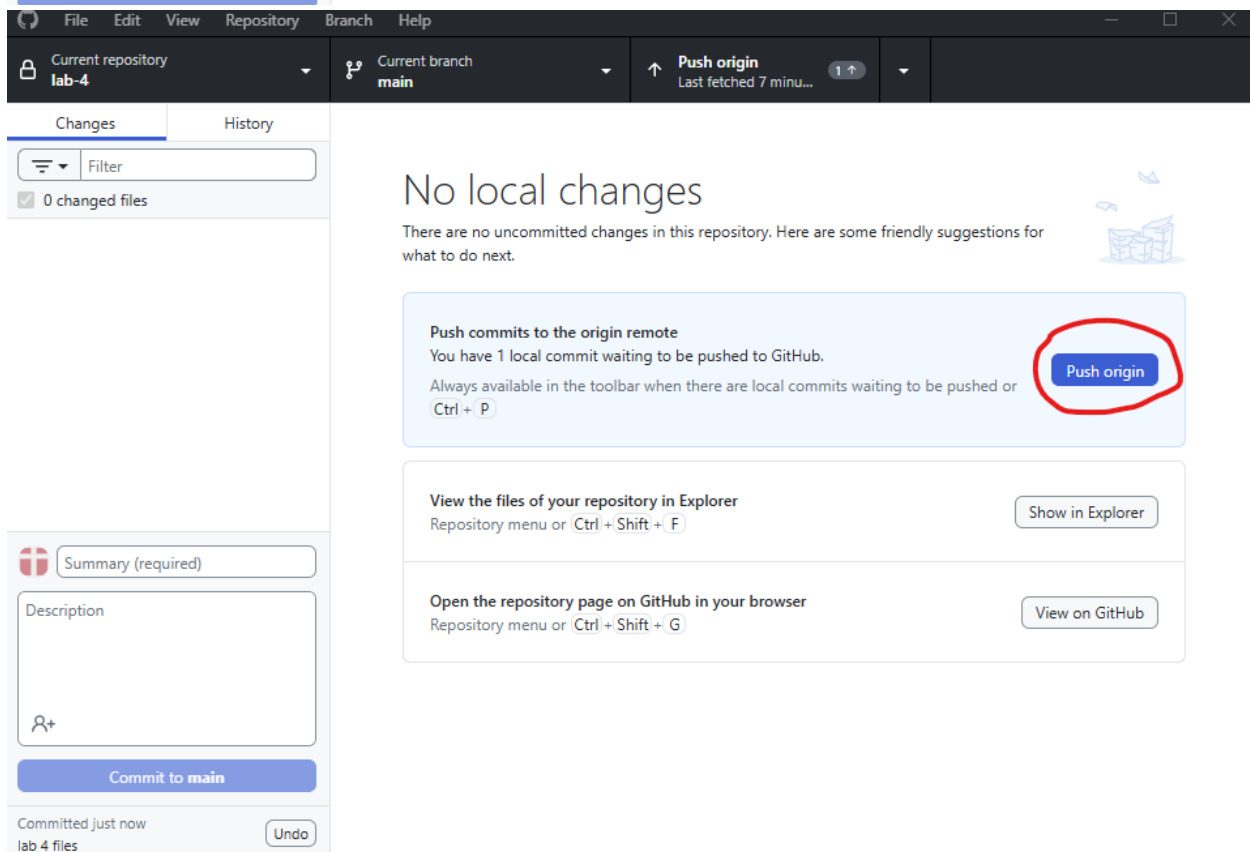 File Edit View Repository Branch Help
Current repository
lab-4
Current branch
main
Push origin
Last fetched 7 minu...
1
Changes
History
Filter
0 changed files
No local changes
There are no uncommitted changes in this repository. Here are some friendly suggestions for
what to do next.
Push commits to the origin remote
You have 1 local commit waiting to be pushed to GitHub.
Always available in the toolbar when there are local commits waiting to be pushed or
Ctrl + P
Push origin
View the files of your repository in Explorer
Repository menu or Ctrl + Shift + F
Show in Explorer
Open the repository page on GitHub in your browser
Repository menu or Ctrl + Shift + G
View on GitHub
Summary (required)
Description
Commit to main
Committed just now
lab 4 files
Undo